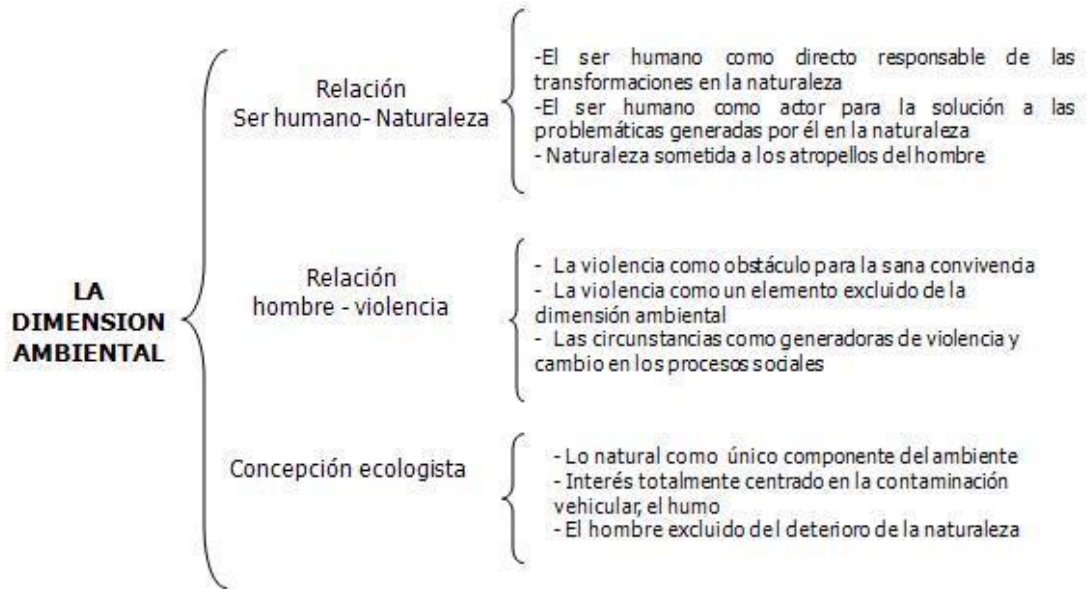 LA
DIMENSION
AMBIENTAL
Relación
Ser humano- Naturaleza
-El ser humano como directo responsable de las
transformaciones en la naturaleza
-El ser humano como actor para la solución a las
problemáticas generadas por él en la naturaleza
- Naturaleza sometida a los atropellos del hombre
Relación
hombre - violencia
- La violencia como obstáculo para la sana convivencia
- La violencia como un elemento excluido de la
dimensión ambiental
- Las circunstancias como generadoras de violencia y
cambio en los procesos sociales
Concepción ecologista
- Lo natural como único componente del ambiente
- Interés totalmente centrado en la contaminación
vehicular, el humo
- El hombre excluido del deterioro de la naturaleza